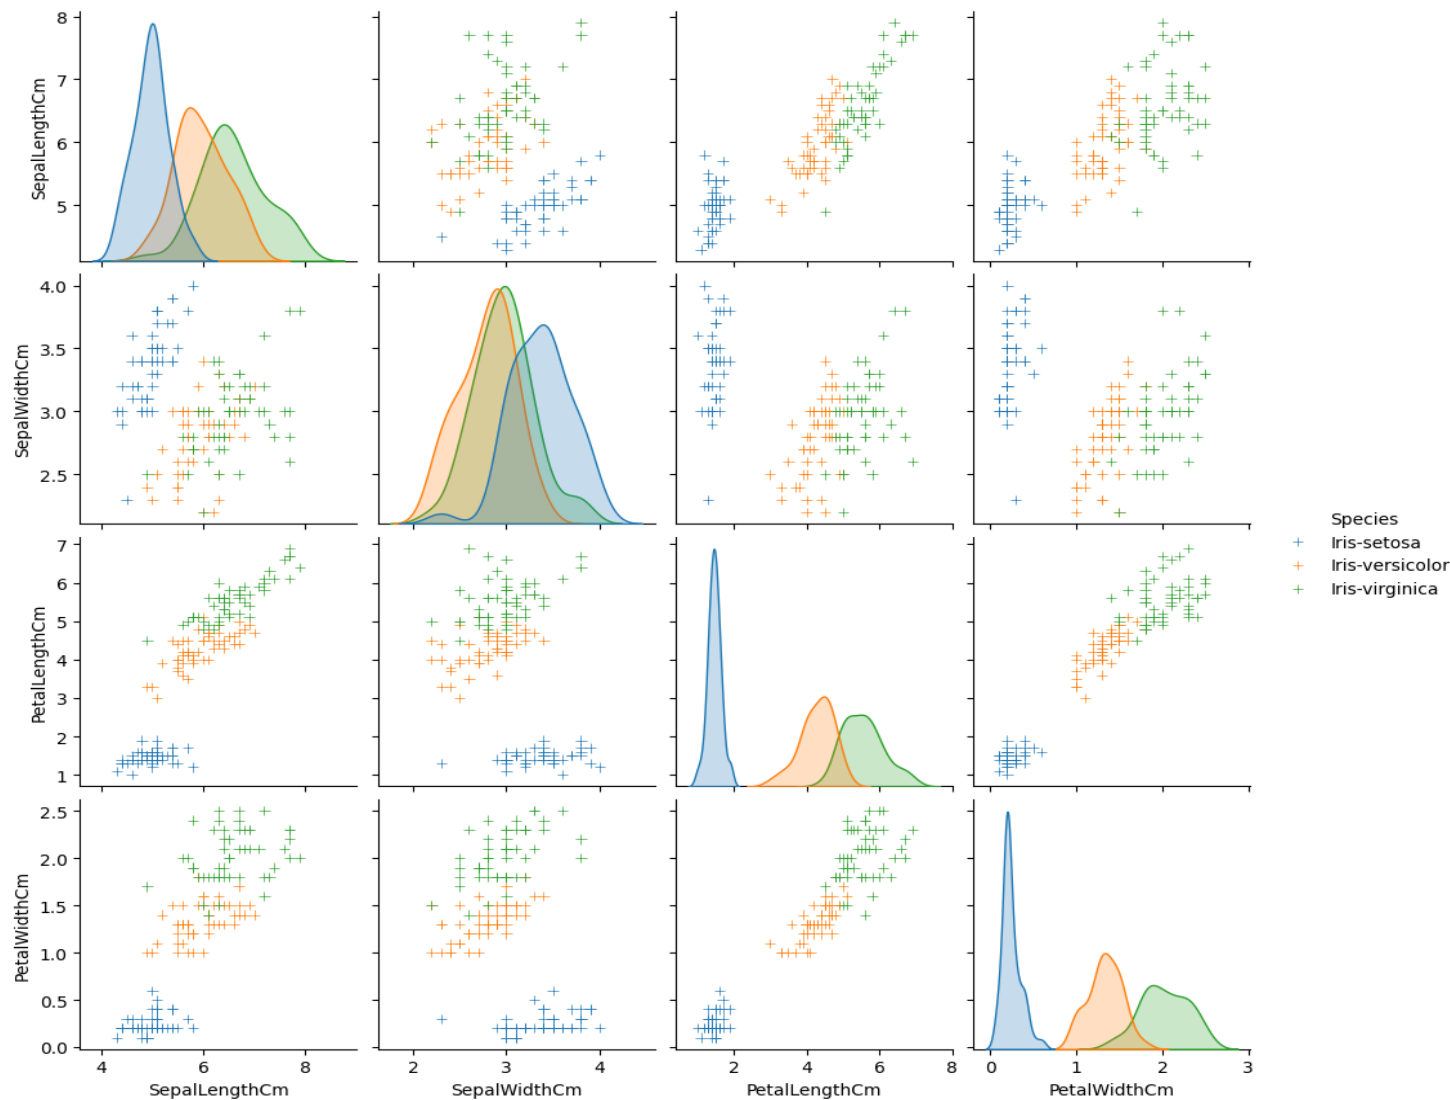 8
7
6
5
SepalLengthCm
4.0
3.5
3.0
2.5
SepalWidthCm
7
6
5
4
3
2
1
PetalLengthCm
2.5
2.0
1.5
1.0
0.5
0.0
PetalWidthCm
4 6 8
SepalLengthCm
2 3 4
SepalWidthCm
2 4 6 8
PetalLengthCm
0 1 2 3
PetalWidthCm
Species
Iris-setosa
Iris-versicolor
Iris-virginica